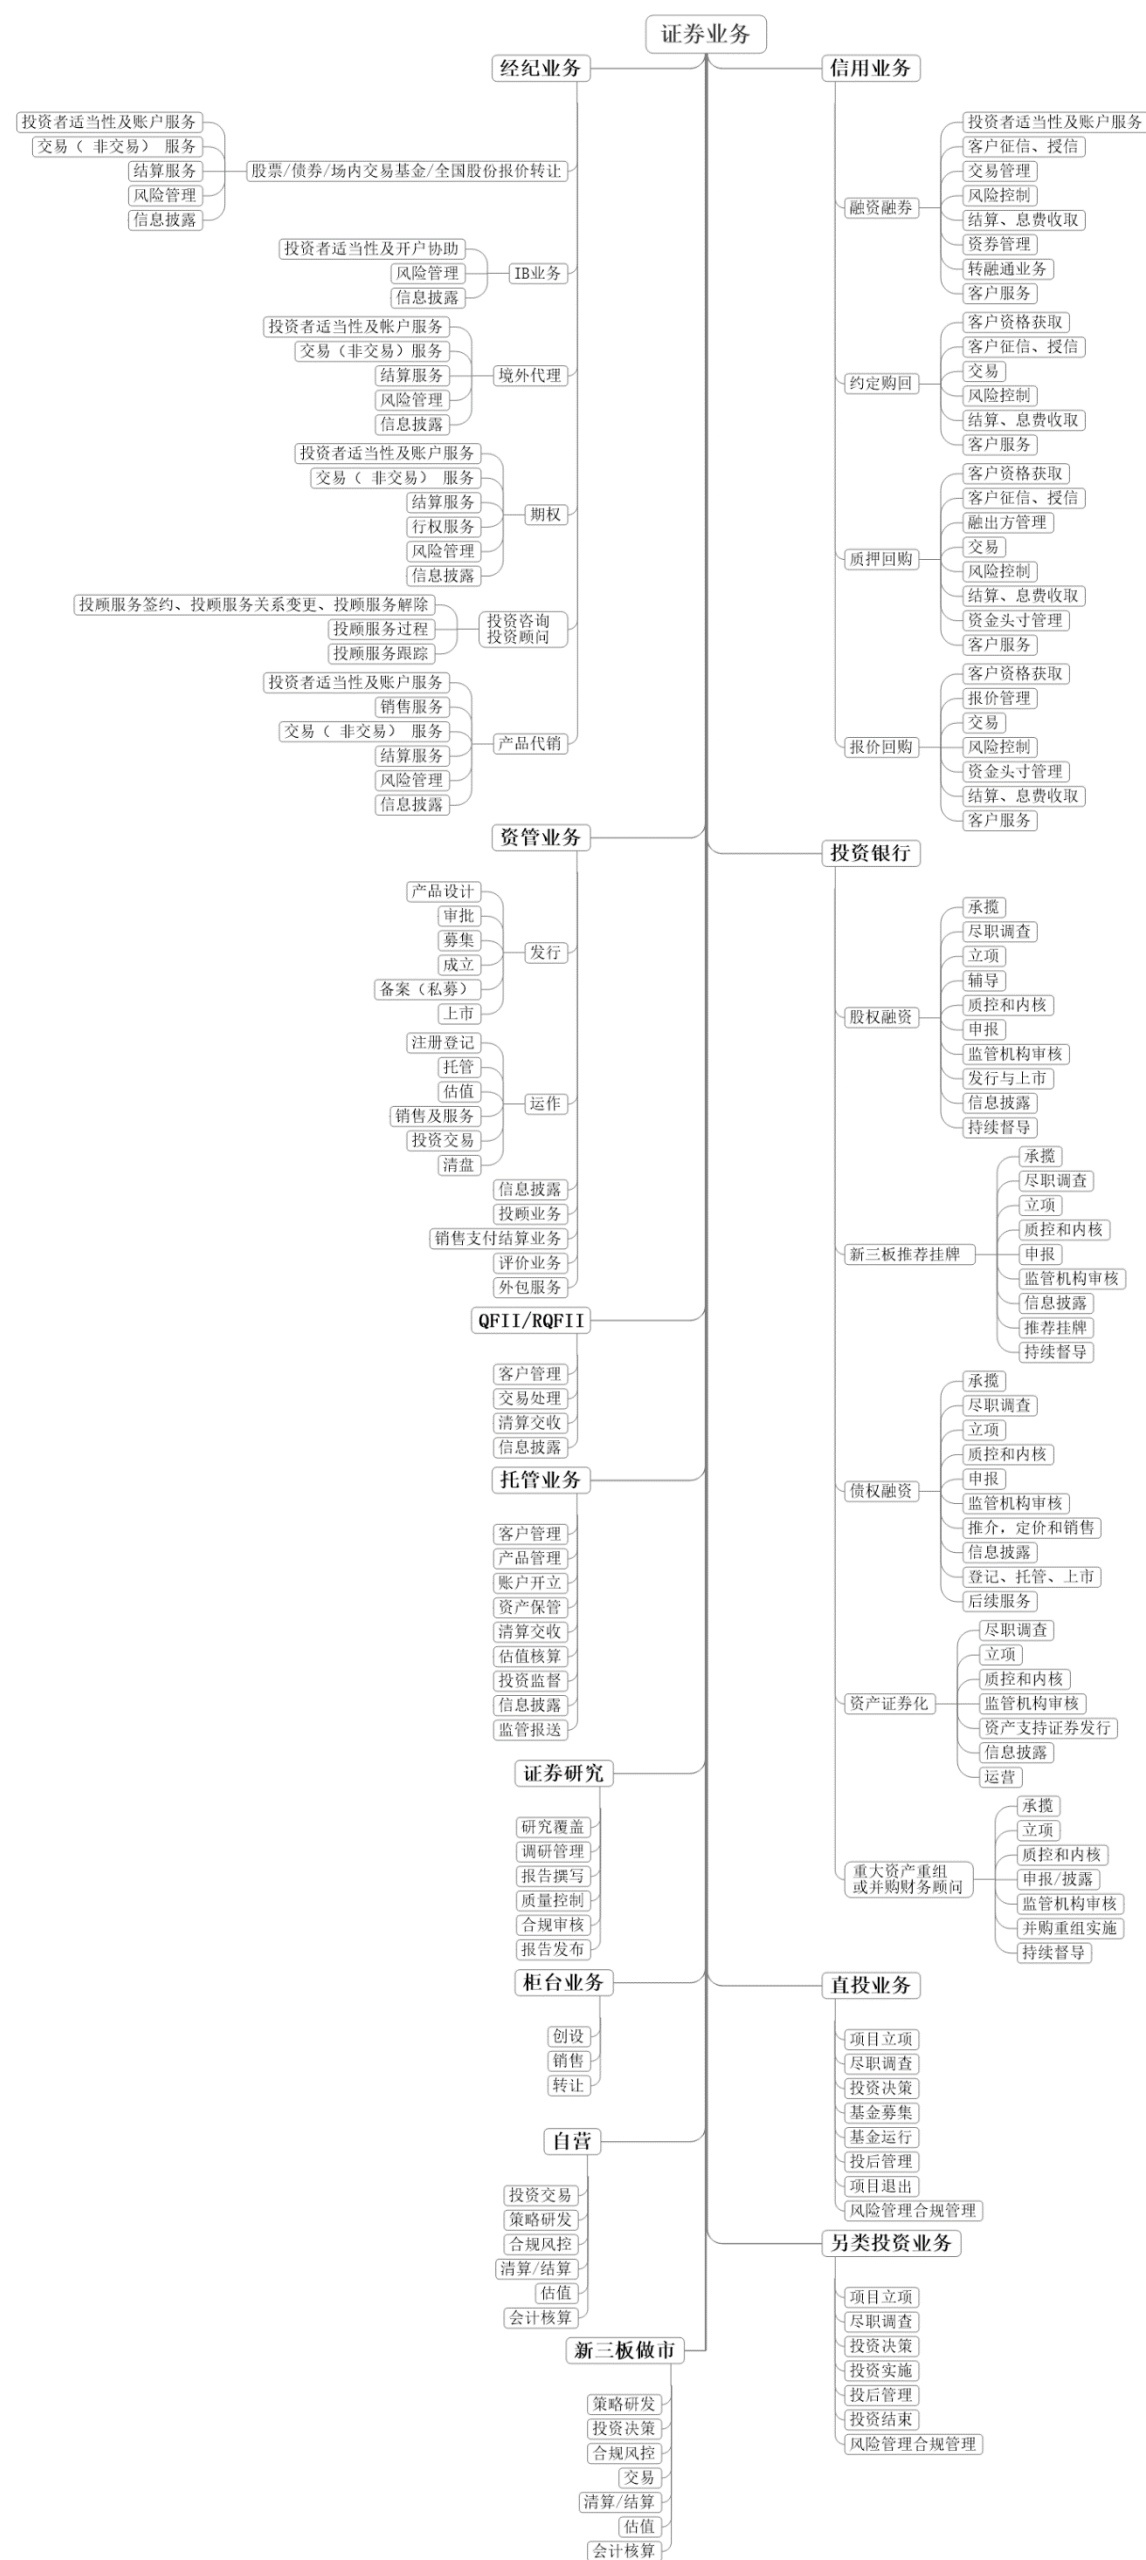 证券业务
经纪业务
投资者适当性及账户服务
交易（ 非交易） 服务
结算服务
风险管理
信息披露
股票/债券/场内交易基金/全国股份报价转让
投资者适当性及开户协助
风险管理
信息披露
IB业务
投资者适当性及帐户服务
交易（非交易）服务
结算服务
风险管理
信息披露
境外代理
投资者适当性及账户服务
交易（ 非交易） 服务
结算服务
行权服务
风险管理
信息披露
期权
投顾服务签约、投顾服务关系变更、投顾服务解除
投顾服务过程
投顾服务跟踪
投资咨询
投资顾问
投资者适当性及账户服务
销售服务
交易（ 非交易） 服务
结算服务
风险管理
信息披露
产品代销
资管业务
产品设计
审批
募集
成立
备案（私募）
上市
发行
注册登记
托管
估值
销售及服务
投资交易
清盘
运作
信息披露
投顾业务
销售支付结算业务
评价业务
外包服务
QFII/RQFII
客户管理
交易处理
清算交收
信息披露
托管业务
客户管理
产品管理
账户开立
资产保管
清算交收
估值核算
投资监督
信息披露
监管报送
证券研究
研究覆盖
调研管理
报告撰写
质量控制
合规审核
报告发布
柜台业务
创设
销售
转让
自营
投资交易
策略研发
合规风控
清算/结算
估值
会计核算
新三板做市
策略研发
投资决策
合规风控
交易
清算/结算
估值
会计核算
信用业务
融资融券
投资者适当性及账户服务
客户征信、授信
交易管理
风险控制
结算、息费收取
资券管理
转融通业务
客户服务
约定购回
客户资格获取
客户征信、授信
交易
风险控制
结算、息费收取
客户服务
质押回购
客户资格获取
客户征信、授信
融出方管理
交易
风险控制
结算、息费收取
资金头寸管理
客户服务
报价回购
客户资格获取
报价管理
交易
风险控制
资金头寸管理
结算、息费收取
客户服务
投资银行
股权融资
承揽
尽职调查
立项
辅导
质控和内核
申报
监管机构审核
发行与上市
信息披露
持续督导
新三板推荐挂牌
承揽
尽职调查
立项
质控和内核
申报
监管机构审核
信息披露
推荐挂牌
持续督导
债权融资
承揽
尽职调查
立项
质控和内核
申报
监管机构审核
推介，定价和销售
信息披露
登记、托管、上市
后续服务
资产证券化
尽职调查
立项
质控和内核
监管机构审核
资产支持证券发行
信息披露
运营
重大资产重组
或并购财务顾问
承揽
立项
质控和内核
申报/披露
监管机构审核
并购重组实施
持续督导
直投业务
项目立项
尽职调查
投资决策
基金募集
基金运行
投后管理
项目退出
风险管理合规管理
另类投资业务
项目立项
尽职调查
投资决策
投资实施
投后管理
投资结束
风险管理合规管理